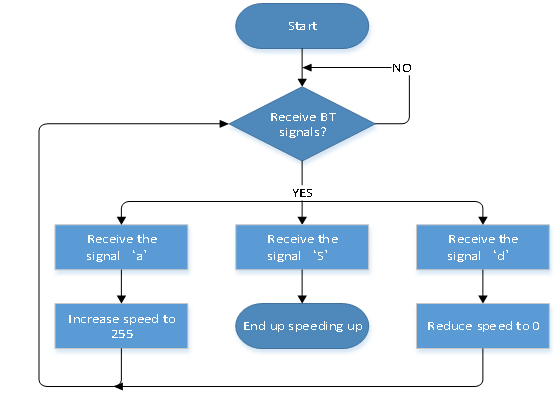 Start
NO
Receive BT
signals?
YES
Receive the
signal ‘a’
Receive the
signal ‘S’
Receive the
signal ‘d’
Increase speed to
255
End up speeding up
Reduce speed to 0